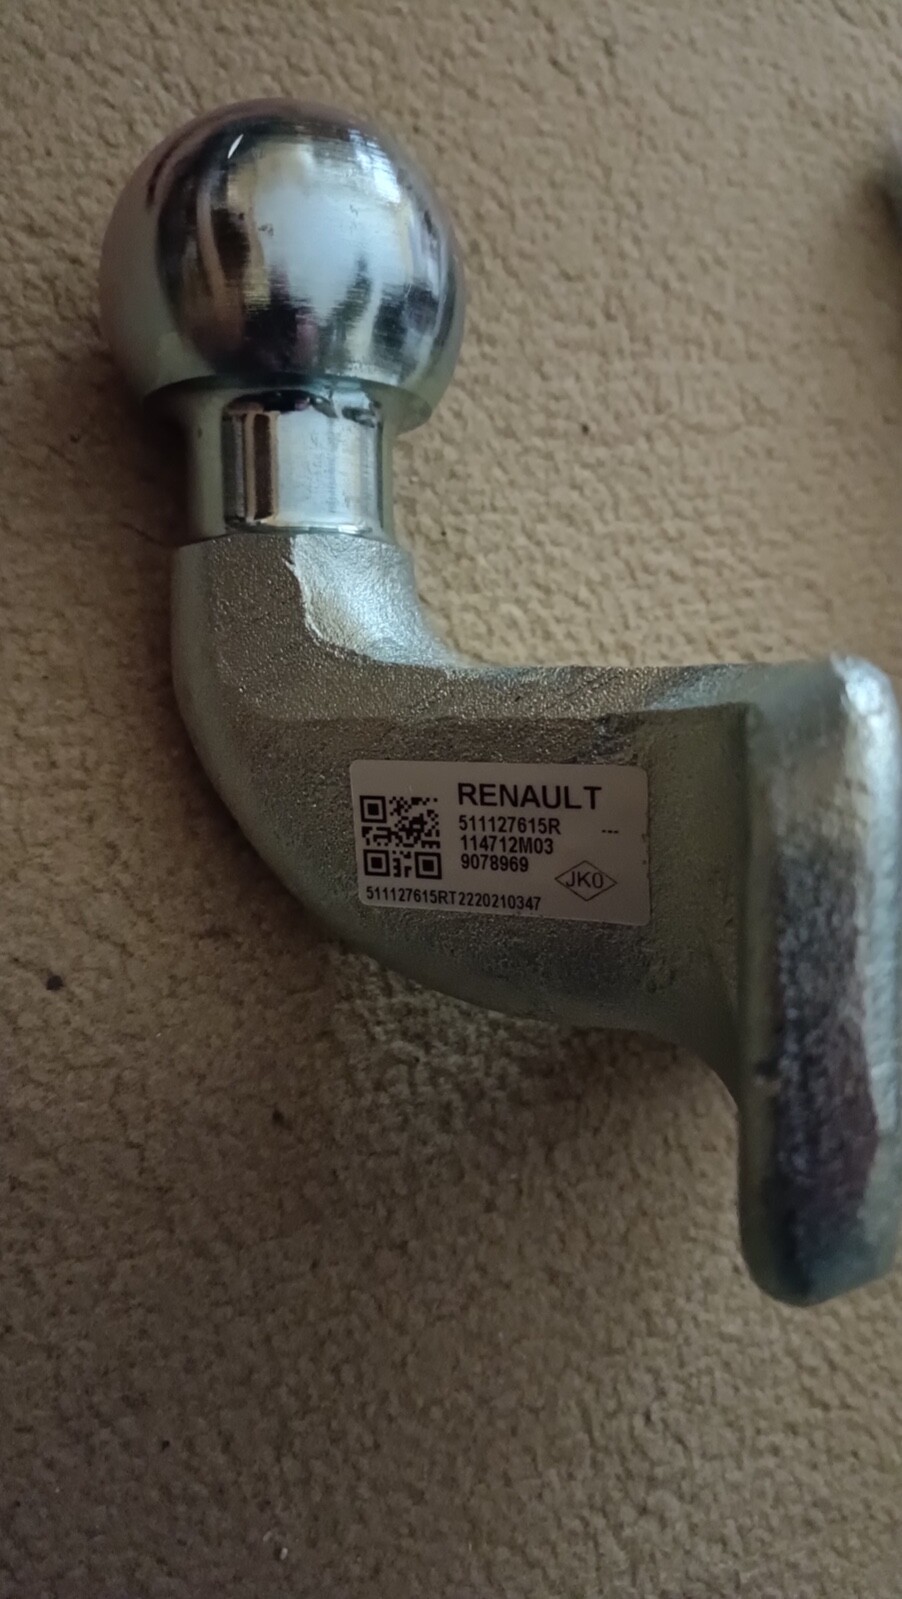 RENAULT
511127615R ---
114712M03
9078969
JK0
511127615RT2220210347